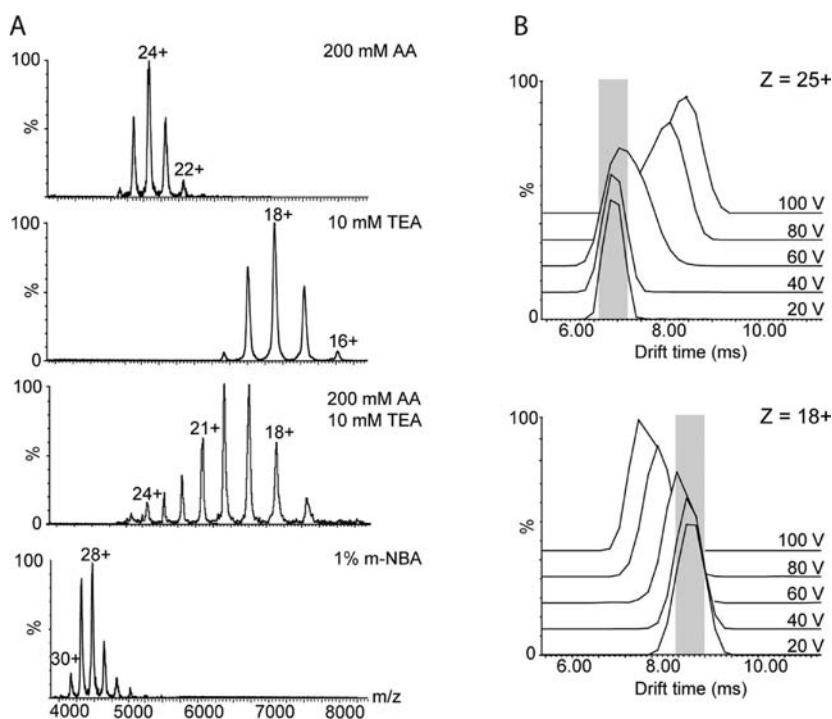 A
200 mM AA
100
24+
%
22+
0
10 mM TEA
100
18+
%
16+
0
200 mM AA
10 mM TEA
100
21+
18+
%
24+
0
1% m-NBA
100
28+
%
30+
0
m/z
4000 5000 6000 7000 8000
B
Z = 25+
100
%
100 V
80 V
60 V
40 V
20 V
0
6.00 8.00 10.00
Drift time (ms)
Z = 18+
100
%
100 V
80 V
60 V
40 V
20 V
0
6.00 8.00 10.00
Drift time (ms)